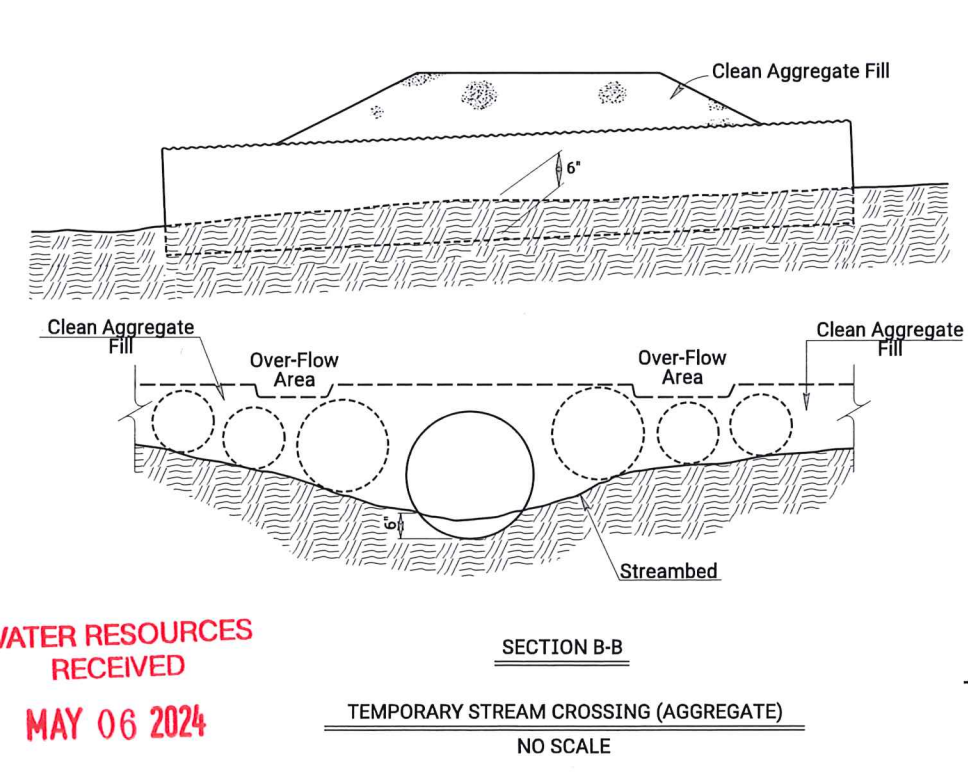 Clean Aggregate Fill
6"
Clean Aggregate
Fill
Over-Flow
Area
Over-Flow
Area
Clean Aggregate
Fill
6"
Streambed
WATER RESOURCES
RECEIVED
MAY 06 2024
SECTION B-B
TEMPORARY STREAM CROSSING (AGGREGATE)
NO SCALE